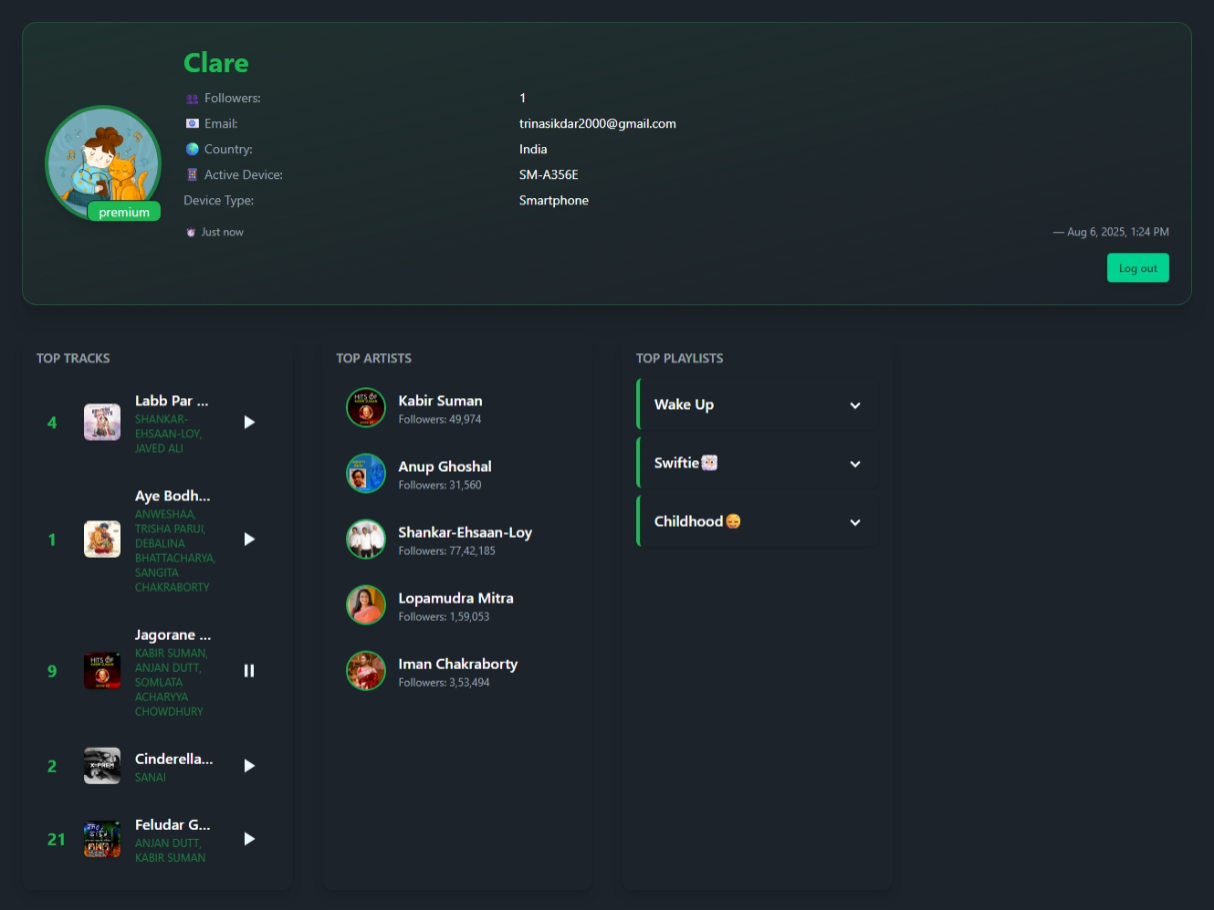 Clare
Followers: 1
Email: trinasikdar2000@gmail.com
Country: India
Active Device: SM-A356E
Device Type: Smartphone
premium
Just now — Aug 6, 2025, 1:24 PM
Log out
TOP TRACKS
4
Labb Par ...
SHANKAR-
EHSAAN-LOY,
JAVED ALI
1
Aye Bodh...
ANWESHAA,
TRISHA PARUI,
DEBALINA
BHATTACHARYA,
SANGITA
CHAKRABORTY
9
Jagorane ...
KABIR SUMAN,
ANJAN DUTT,
SOMLATA
ACHARYYA
CHOWDHURY
2
Cinderella...
SANAI
21
Feludar G...
ANJAN DUTT,
KABIR SUMAN
TOP ARTISTS
HITS OF
Kabir Suman
Followers: 49,974
Anup Ghoshal
Followers: 31,560
Shankar-Ehsaan-Loy
Followers: 77,42,185
Lopamudra Mitra
Followers: 1,59,053
Iman Chakraborty
Followers: 3,53,494
TOP PLAYLISTS
Wake Up
Swiftie
Childhood😄